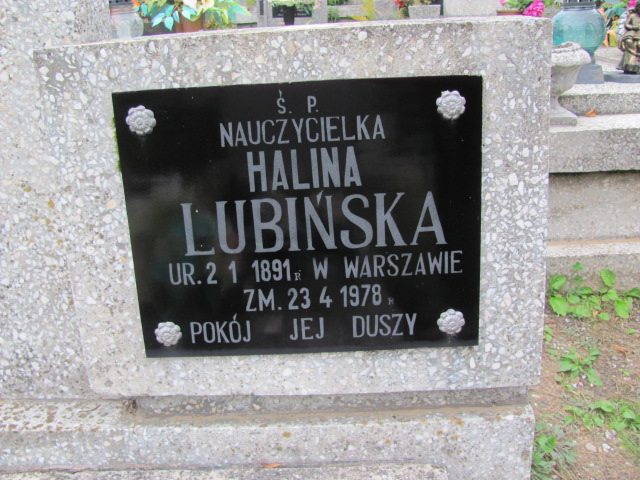 Ś. P.
NAUCZYCIELKA
HALINA
LUBIŃSKA
UR. 2 1 1891 R W WARSZAWIE
ZM. 23 4 1978 R
POKÓJ JEJ DUSZY